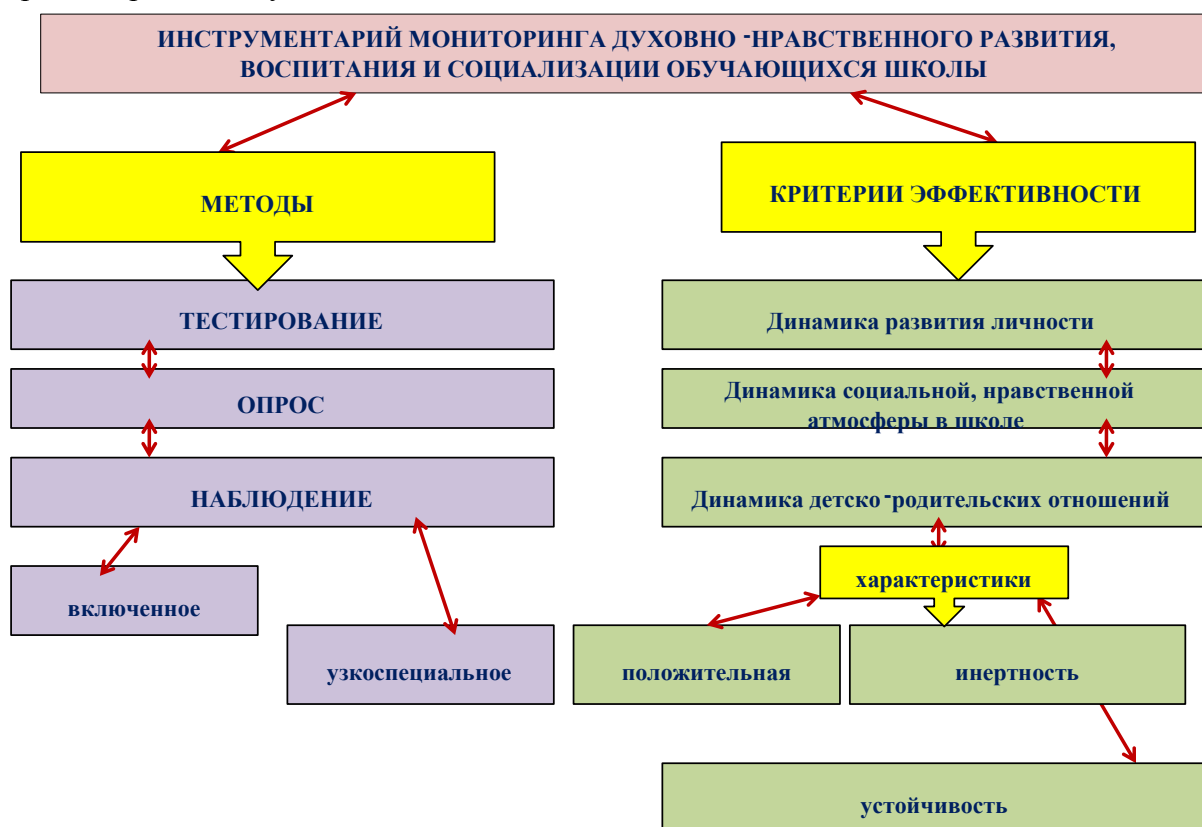 ИНСТРУМЕНТАРИЙ МОНИТОРИНГА ДУХОВНО -НРАВСТВЕННОГО РАЗВИТИЯ,
ВОСПИТАНИЯ И СОЦИАЛИЗАЦИИ ОБУЧАЮЩИХСЯ ШКОЛЫ
МЕТОДЫ
КРИТЕРИИ ЭФФЕКТИВНОСТИ
ТЕСТИРОВАНИЕ
Динамика развития личности
ОПРОС
Динамика социальной, нравственной
атмосферы в школе
НАБЛЮДЕНИЕ
Динамика детско-родительских отношений
характеристики
включенное
узкоспециальное
положительная
инертность
устойчивость